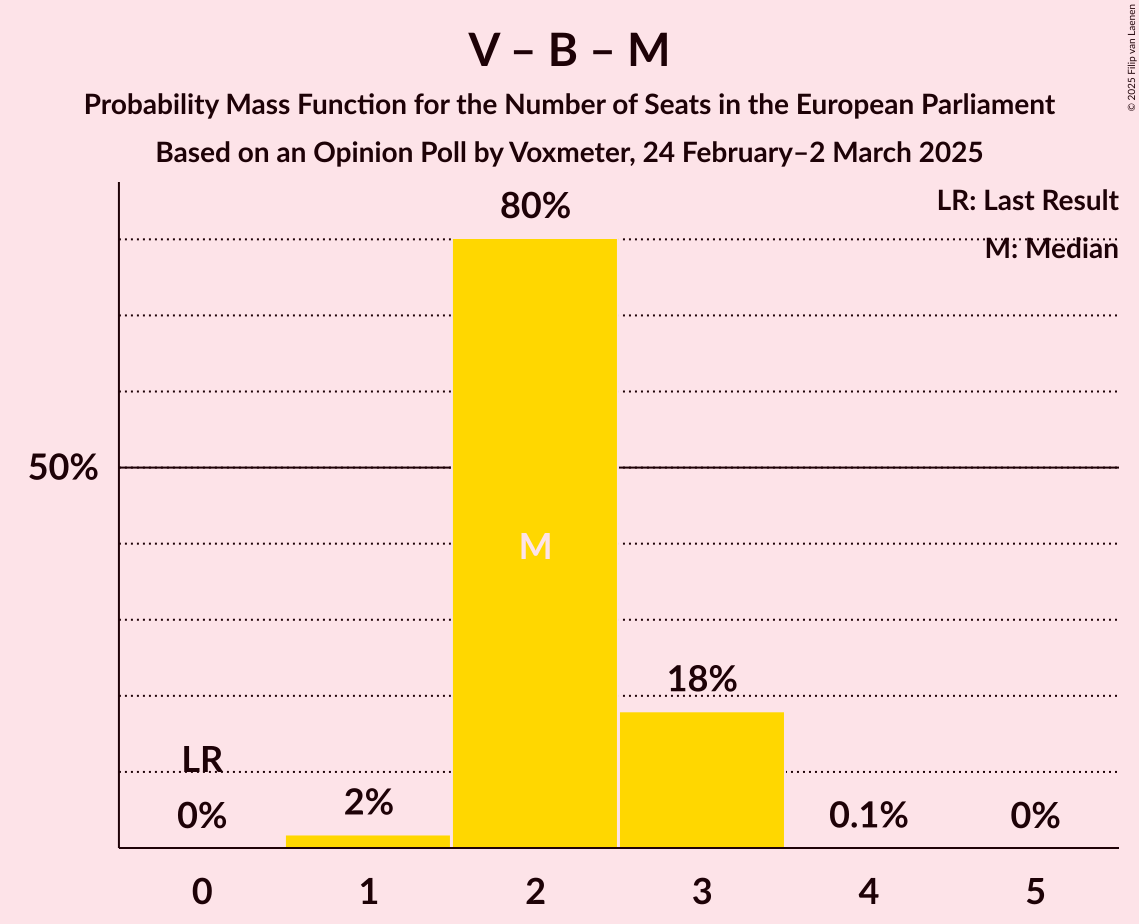 V – B – M
Probability Mass Function for the Number of Seats in the European Parliament
Based on an Opinion Poll by Voxmeter, 24 February–2 March 2025
© 2025 Filip van Laenen
LR: Last Result
M: Median
80%
50%
M
18%
LR
0%
2%
0.1%
0%
0 1 2 3 4 5